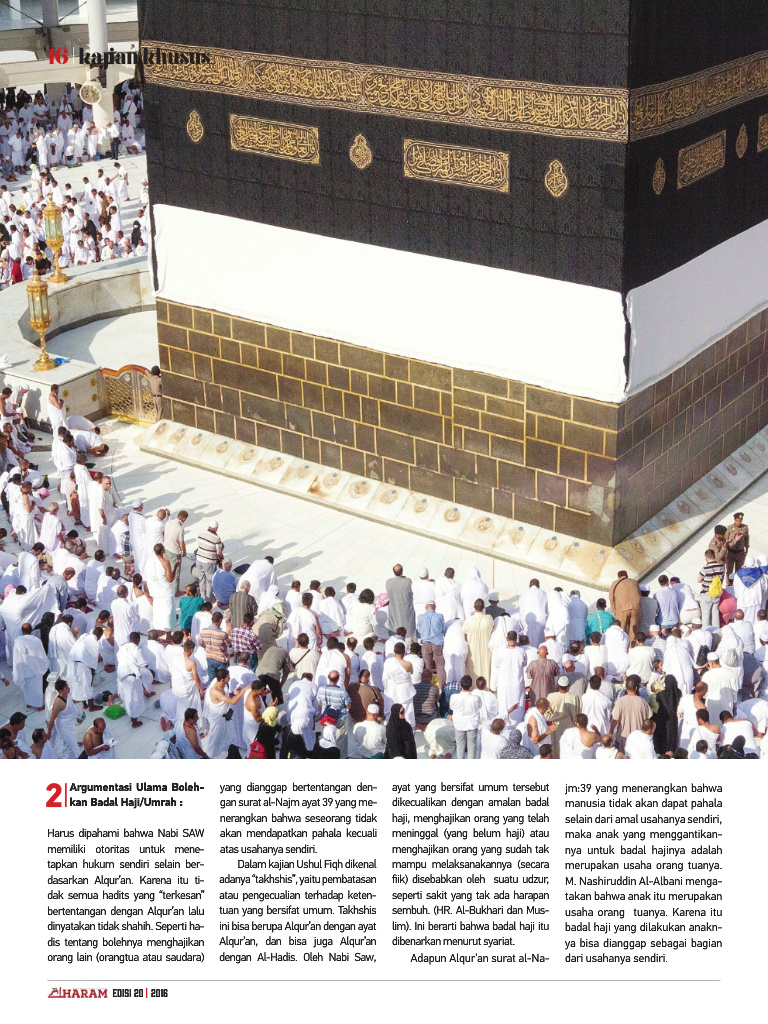 16 kajian khusus
2 Argumentasi Ulama Boleh-
kan Badal Haji/Umrah :
Harus dipahami bahwa Nabi SAW
memiliki otoritas untuk mene-
tapkan hukum sendiri selain ber-
dasarkan Alqur'an. Karena itu ti-
dak semua hadits yang "terkesan"
bertentangan dengan Alqur'an lalu
dinyatakan tidak shahih. Seperti ha-
dis tentang bolehnya menghajikan
orang lain (orangtua atau saudara)
yang dianggap bertentangan den-
gan surat al-Najm ayat 39 yang me-
nerangkan bahwa seseorang tidak
akan mendapatkan pahala kecuali
atas usahanya sendiri.
Dalam kajian Ushul Fiqh dikenal
adanya "takhshis", yaitu pembatasan
atau pengecualian terhadap keten-
tuan yang bersifat umum. Takhshis
ini bisa berupa Alqur'an dengan ayat
Alqur'an, dan bisa juga Alqur'an
dengan Al-Hadis. Oleh Nabi Saw,
ayat yang bersifat umum tersebut
dikecualikan dengan amalan badal
haji, menghajikan orang yang telah
meninggal (yang belum haji) atau
menghajikan orang yang sudah tak
mampu melaksanakannya (secara
fiik) disebabkan oleh suatu udzur,
seperti sakit yang tak ada harapan
sembuh. (HR. Al-Bukhari dan Mus-
lim). Ini berarti bahwa badal haji itu
dibenarkan menurut syariat.
Adapun Alqur'an surat al-Na-
jm:39 yang menerangkan bahwa
manusia tidak akan dapat pahala
selain dari amal usahanya sendiri,
maka anak yang menggantikan-
nya untuk badal hajinya adalah
merupakan usaha orang tuanya.
M. Nashiruddin Al-Albani menga-
takan bahwa anak itu merupakan
usaha orang tuanya. Karena itu
badal haji yang dilakukan anakn-
ya bisa dianggap sebagai bagian
dari usahanya sendiri.
ALHARAM EDISI 20 | 2016